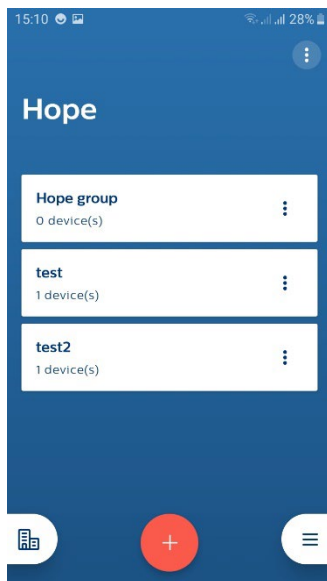 15:10 28%
Hope
Hope group
0 device(s)
test
1 device(s)
test2
1 device(s)